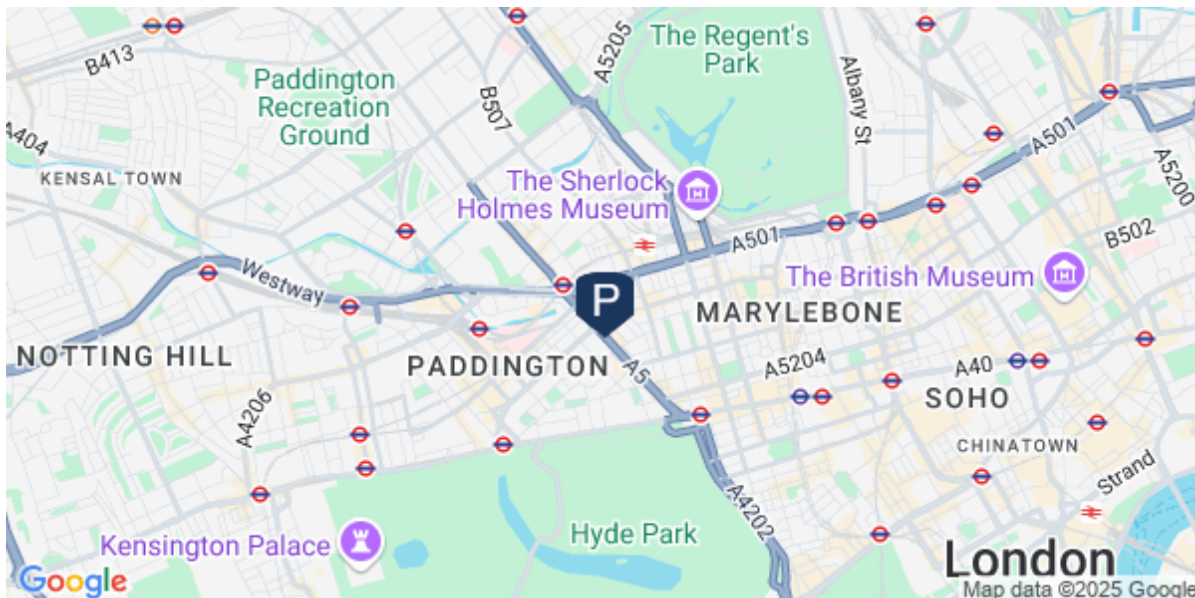 B413
A5205
The Regent's
Park
Albany St
Paddington
Recreation
Ground
B507
A501
A404
KENSAL TOWN
A5200
The Sherlock
Holmes Museum
B502
A501
The British Museum
Westway
P
MARYLEBONE
NOTTING HILL
PADDINGTON
A5
A5204
A40
SOHO
A4206
CHINATOWN
Strand
A4202
Kensington Palace
Hyde Park
London
Google
Map data ©2025 Google